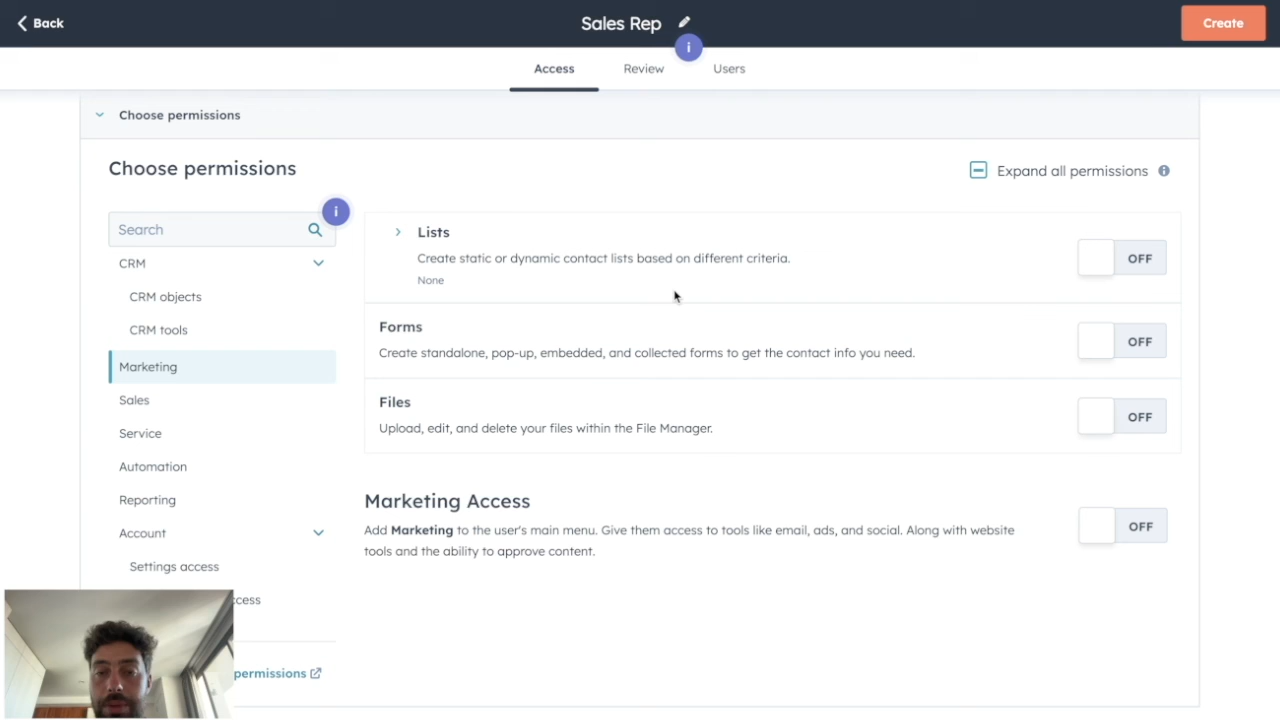 Back
Sales Rep
Create
i
Access
Review
Users
Choose permissions
Choose permissions
Expand all permissions
i
Search
CRM
CRM objects
CRM tools
Marketing
Sales
Service
Automation
Reporting
Account
Settings access
ccess
permissions
Lists
Create static or dynamic contact lists based on different criteria.
None
OFF
Forms
Create standalone, pop-up, embedded, and collected forms to get the contact info you need.
OFF
Files
Upload, edit, and delete your files within the File Manager.
OFF
Marketing Access
Add Marketing to the user's main menu. Give them access to tools like email, ads, and social. Along with website
tools and the ability to approve content.
OFF